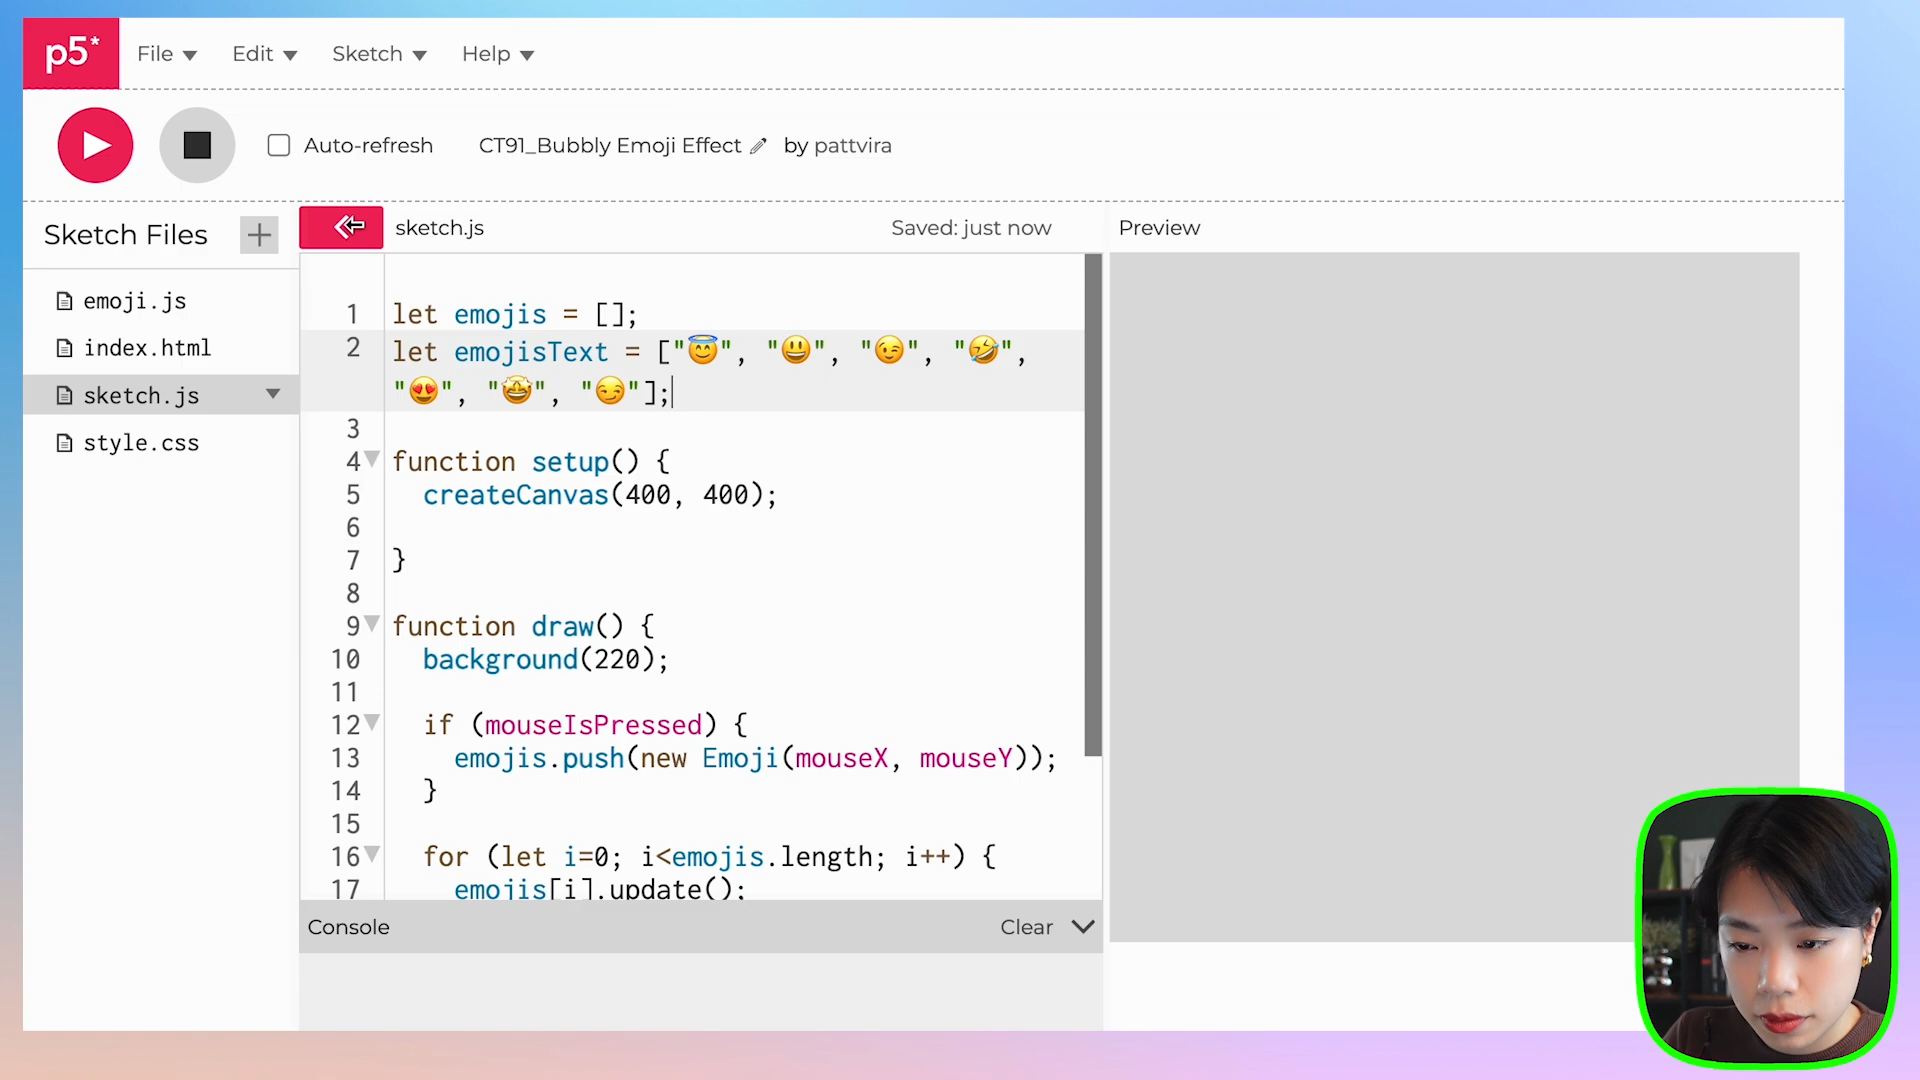 p5*
File Edit Sketch Help
Auto-refresh CT91_Bubbly Emoji Effect by pattvira
Sketch Files
emoji.js
index.html
sketch.js
style.css
sketch.js Saved: just now
1 let emojis = [];
2 let emojisText = ["😇", "😃", "😉", "🤣",
"😍", "🤩", "😏"];
3
4 function setup() {
5 createCanvas(400, 400);
6
7 }
8
9 function draw() {
10 background(220);
11
12 if (mouseIsPressed) {
13 emojis.push(new Emoji(mouseX, mouseY));
14 }
15
16 for (let i=0; i<emojis.length; i++) {
17 emojis[i].update();
Console Clear
Preview